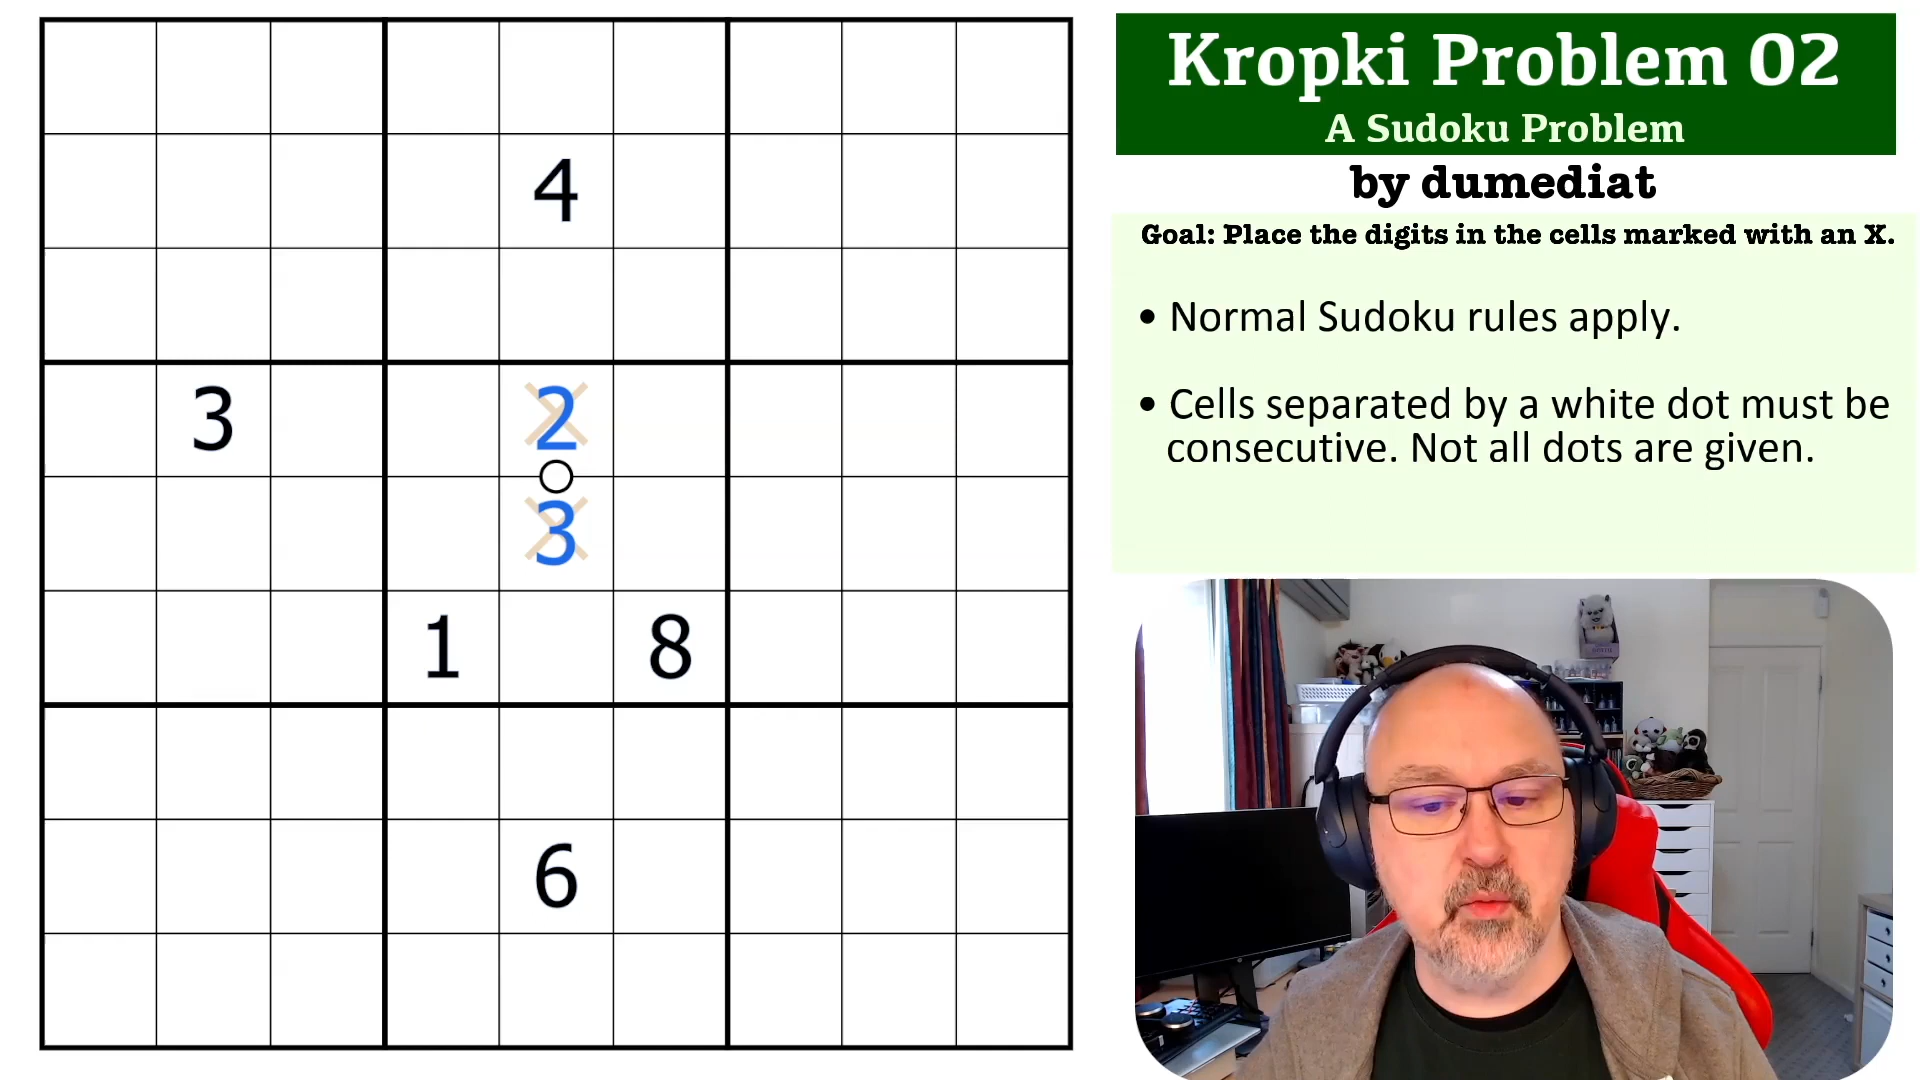 Kropki Problem 02
A Sudoku Problem
by dumediat
Goal: Place the digits in the cells marked with an X.
• Normal Sudoku rules apply.
• Cells separated by a white dot must be
consecutive. Not all dots are given.
4
3 2
3
1 8
6